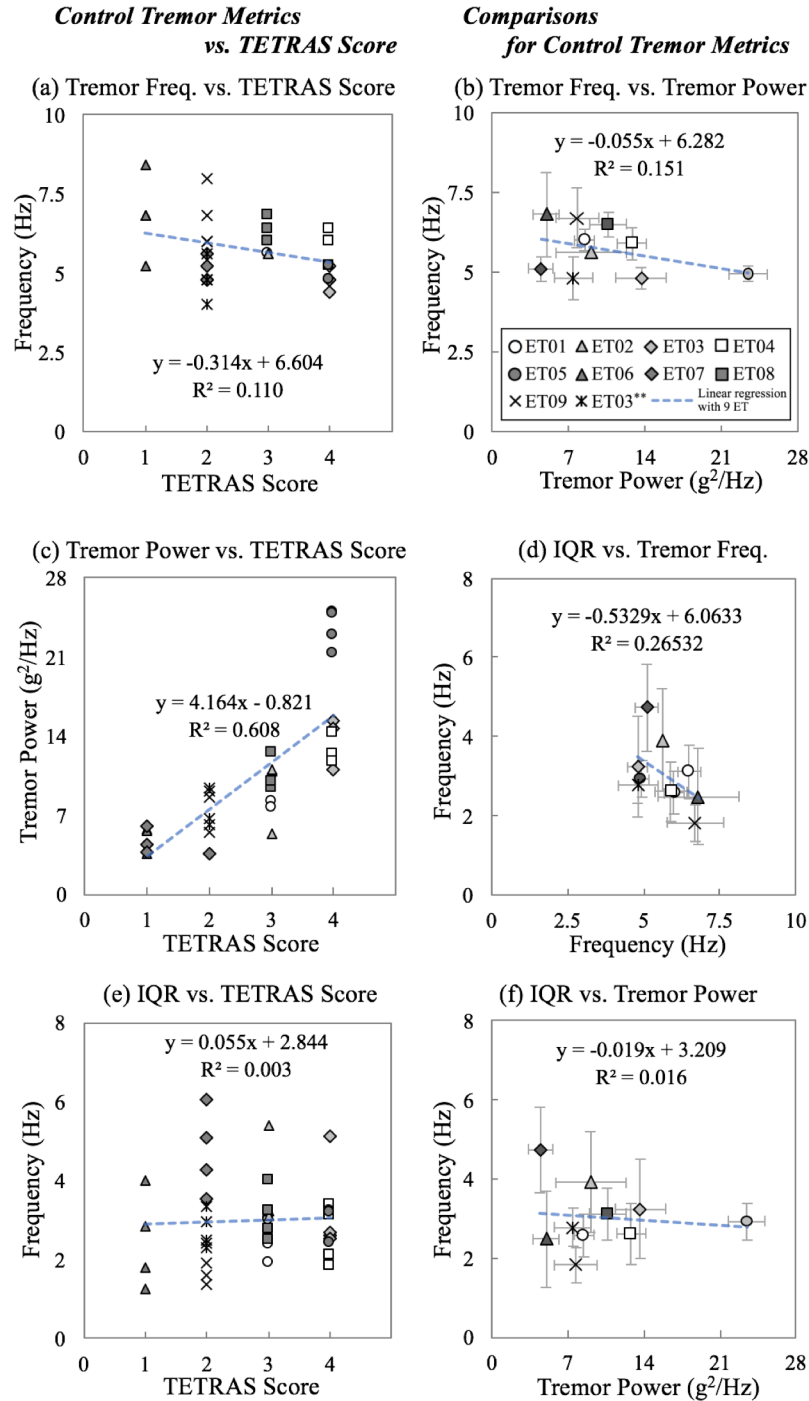 Control Tremor Metrics
vs. TETRAS Score
Comparisons
for Control Tremor Metrics
(a) Tremor Freq. vs. TETRAS Score
10
7.5
5
2.5
0
Frequency (Hz)
y = -0.314x + 6.604
R² = 0.110
0 1 2 3 4
TETRAS Score
(b) Tremor Freq. vs. Tremor Power
10
7.5
5
2.5
0
Frequency (Hz)
y = -0.055x + 6.282
R² = 0.151
ET01 ET02 ET03 ET04
ET05 ET06 ET07 ET08
ET09 ET03** Linear regression
with 9 ET
0 7 14 21 28
Tremor Power (g²/Hz)
(c) Tremor Power vs. TETRAS Score
28
21
14
7
0
Tremor Power (g²/Hz)
y = 4.164x - 0.821
R² = 0.608
0 1 2 3 4
TETRAS Score
(d) IQR vs. Tremor Freq.
8
6
4
2
0
Frequency (Hz)
y = -0.5329x + 6.0633
R² = 0.26532
0 2.5 5 7.5 10
Frequency (Hz)
(e) IQR vs. TETRAS Score
8
6
4
2
0
Frequency (Hz)
y = 0.055x + 2.844
R² = 0.003
0 1 2 3 4
TETRAS Score
(f) IQR vs. Tremor Power
8
6
4
2
0
Frequency (Hz)
y = -0.019x + 3.209
R² = 0.016
0 7 14 21 28
Tremor Power (g²/Hz)